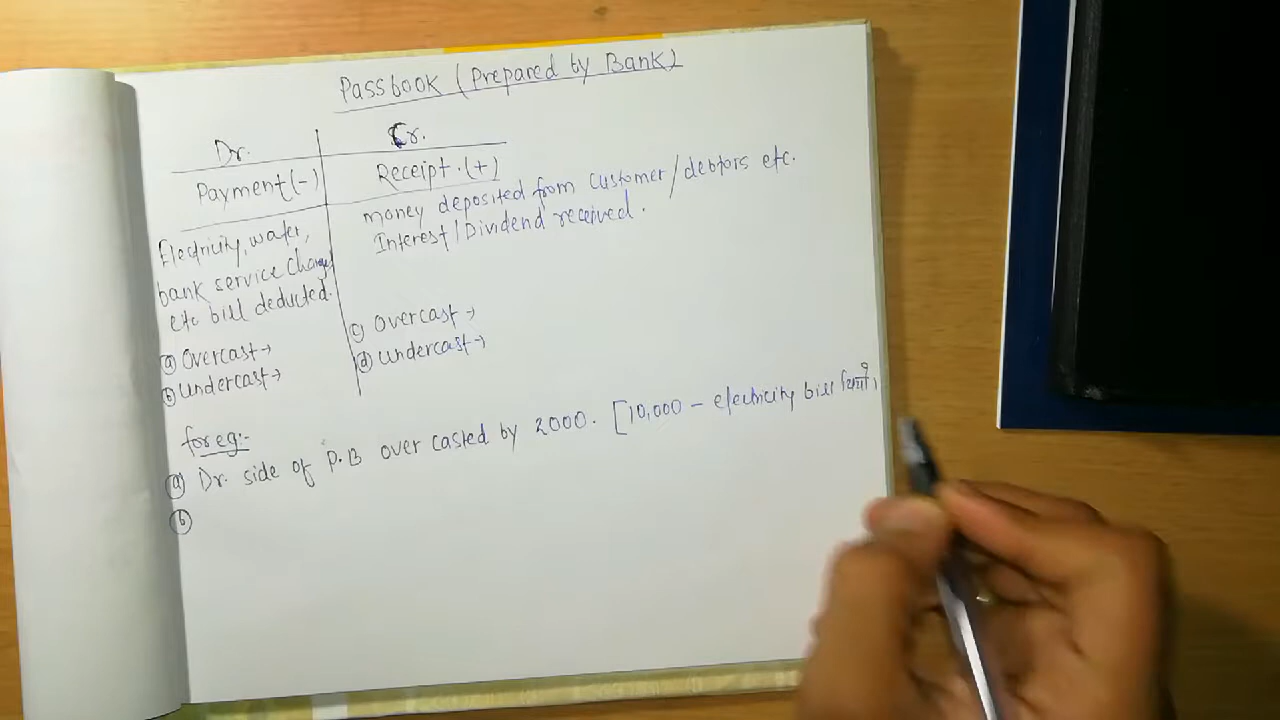 Passbook (Prepared by Bank)
Dr. Cr.
Payment (-) Receipt. (+)
money deposited from customer / debtors etc.
Interest / Dividend received.
Electricity, water,
bank service charge
etc bill deducted.
(a) Overcast →
(b) Undercast →
(c) Overcast →
(d) Undercast →
for eg:-
(a) Dr. side of P.B over casted by 2000. [10,000 - electricity bill
(b)